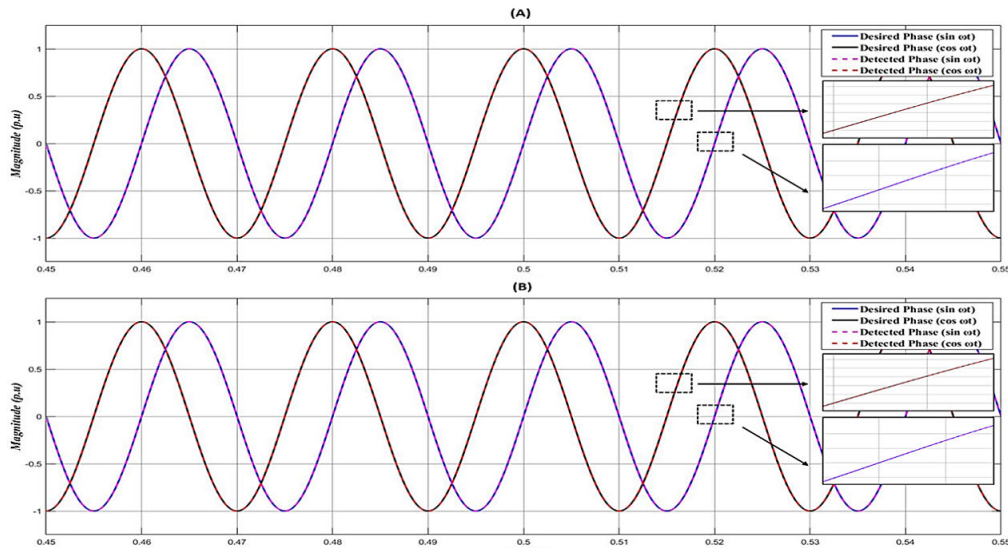 (A)
Magnitude (p.u)
1
0.5
0
-0.5
-1
Desired Phase (sin ωt)
Desired Phase (cos ωt)
Detected Phase (sin ωt)
Detected Phase (cos ωt)
0.45 0.46 0.47 0.48 0.49 0.5 0.51 0.52 0.53 0.54 0.55
(B)
Magnitude (p.u)
1
0.5
0
-0.5
-1
Desired Phase (sin ωt)
Desired Phase (cos ωt)
Detected Phase (sin ωt)
Detected Phase (cos ωt)
0.45 0.46 0.47 0.48 0.49 0.5 0.51 0.52 0.53 0.54 0.55